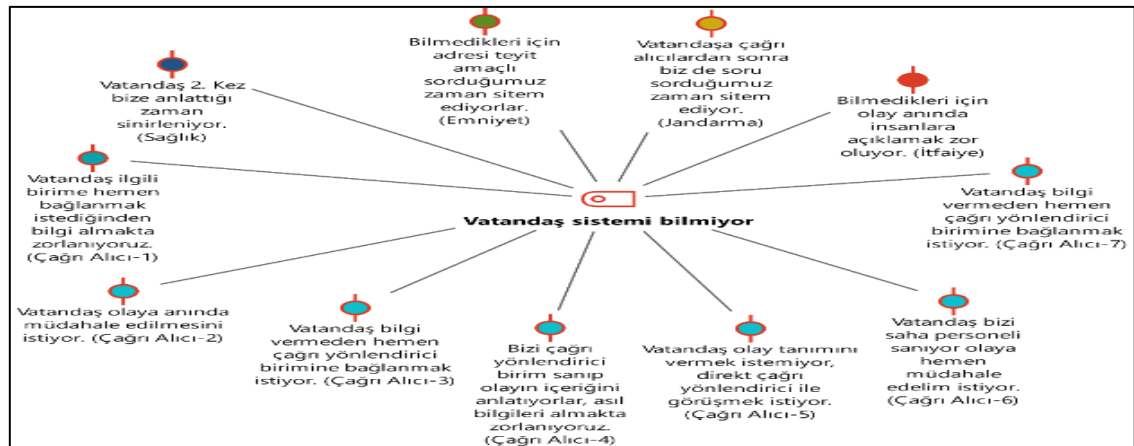 Bilmedikleri için
adresi teyit
amaçlı
sorduğumuz
zaman sitem
ediyorlar.
(Emniyet)
Vatandaşa çağrı
alıcılardan sonra
biz de soru
sorduğumuz
zaman sitem
ediyor.
(Jandarma)
Vatandaş 2. Kez
bize anlattığı
zaman
sinirleniyor.
(Sağlık)
Bilmedikleri için
olay anında
insanlara
açıklamak zor
oluyor. (İtfaiye)
Vatandaş ilgili
birime hemen
bağlanmak
istediğinden
bilgi almakta
zorlanıyoruz.
(Çağrı Alıcı-1)
Vatandaş sistemi bilmiyor
Vatandaş bilgi
vermeden hemen
çağrı yönlendirici
birimine bağlanmak
istiyor. (Çağrı Alıcı-7)
Vatandaş olaya anında
müdahale edilmesini
istiyor. (Çağrı Alıcı-2)
Vatandaş bilgi
vermeden hemen
çağrı yönlendirici
birimine bağlanmak
istiyor. (Çağrı Alıcı-3)
Bizi çağrı
yönlendirici
birim sanıp
olayın içeriğini
anlatıyorlar, asıl
bilgileri almakta
zorlanıyoruz.
(Çağrı Alıcı-4)
Vatandaş olay tanımını
vermek istemiyor,
direkt çağrı
yönlendirici ile
görüşmek istiyor.
(Çağrı Alıcı-5)
Vatandaş bizi
saha personeli
sanıyor olaya
hemen
müdahale
edelim istiyor.
(Çağrı Alıcı-6)